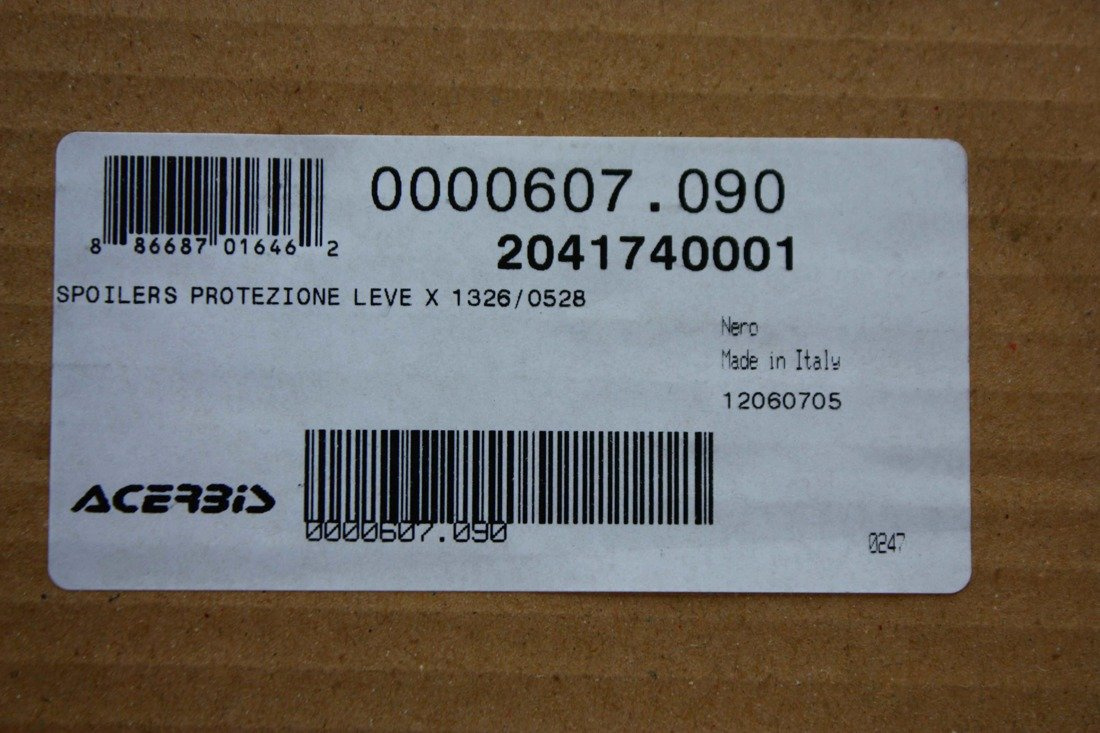 0000607.090
8 86687 01646 2
2041740001
SPOILERS PROTEZIONE LEVE X 1326/0528
Nero
Made in Italy
12060705
ACERBiS
0000607.090
0247